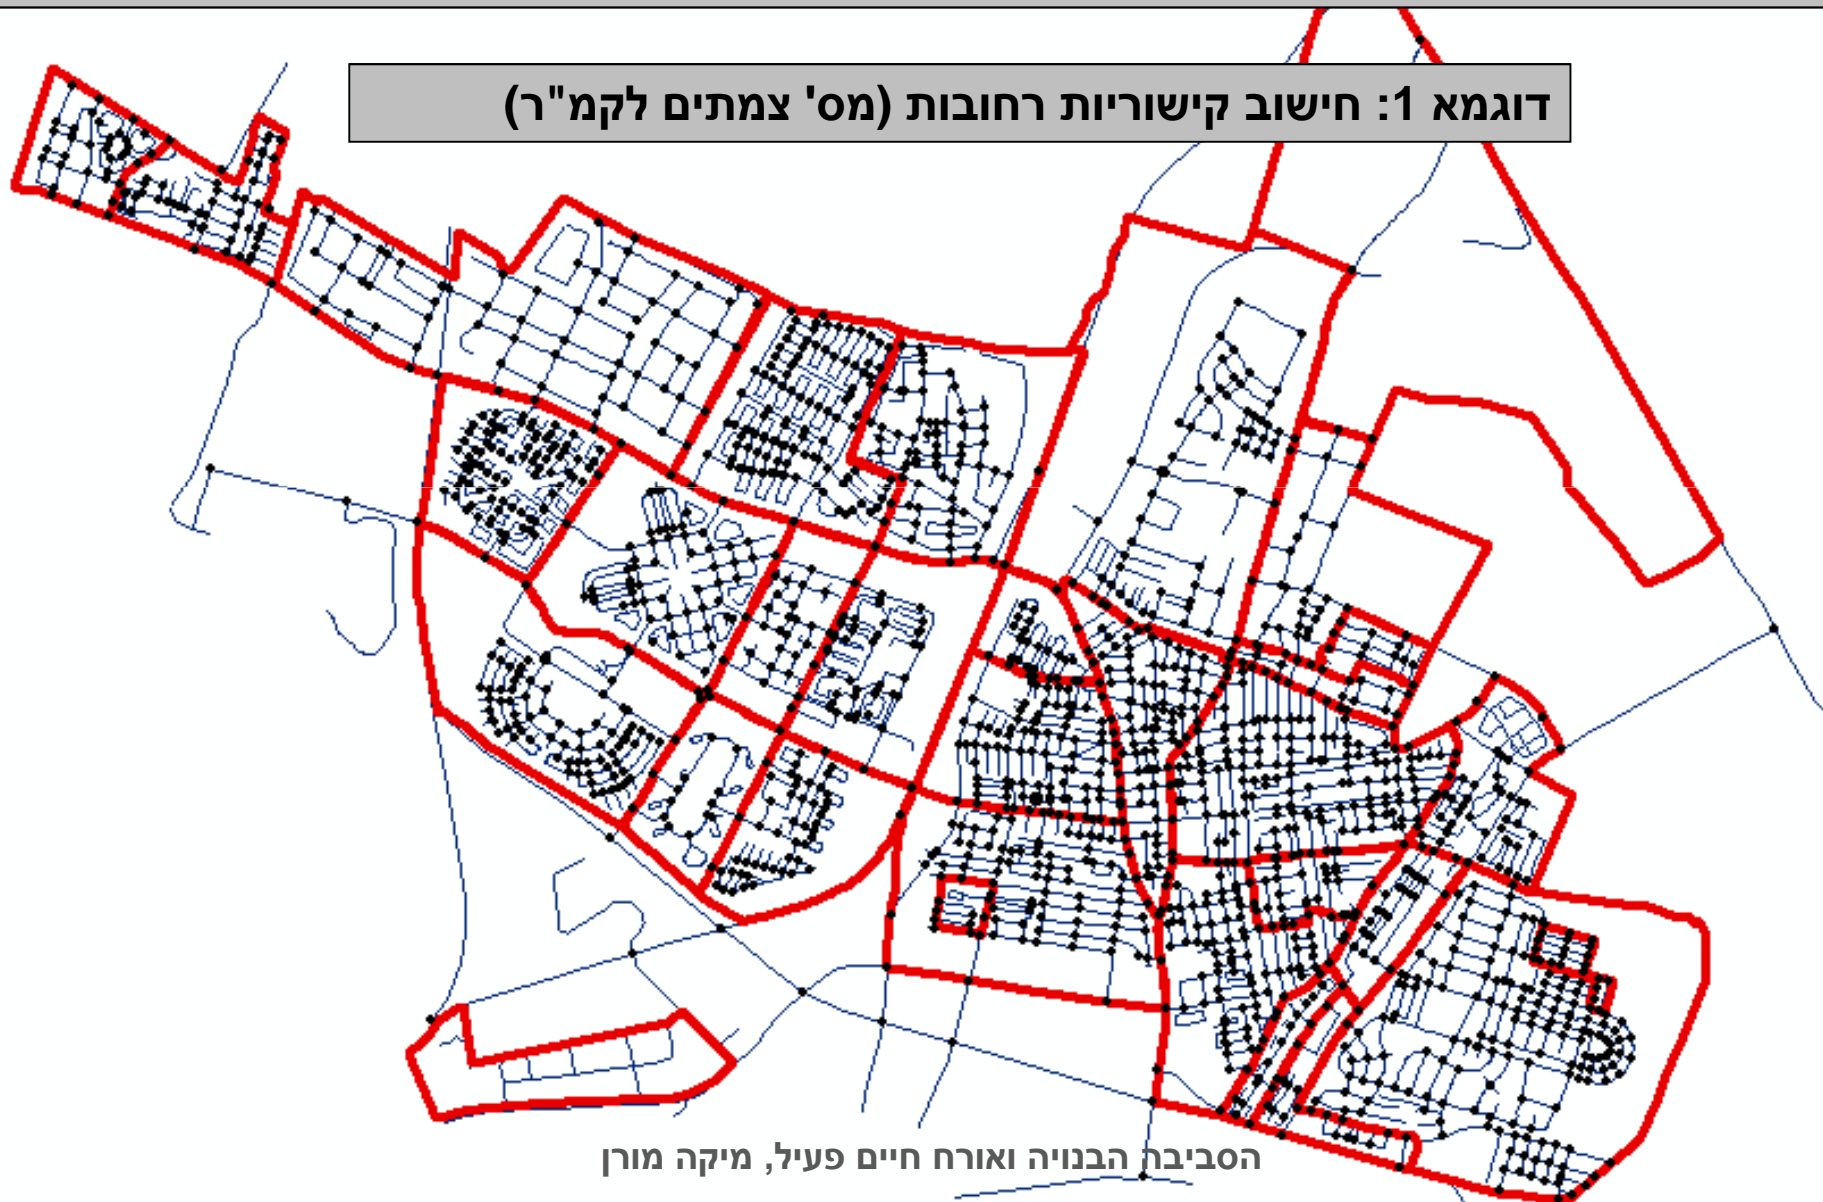 דוגמא 1: חישוב קישוריות רחובות (מס' צמתים לקמ"ר)
הסביבה הבנויה ואורח חיים פעיל, מיקה מורן